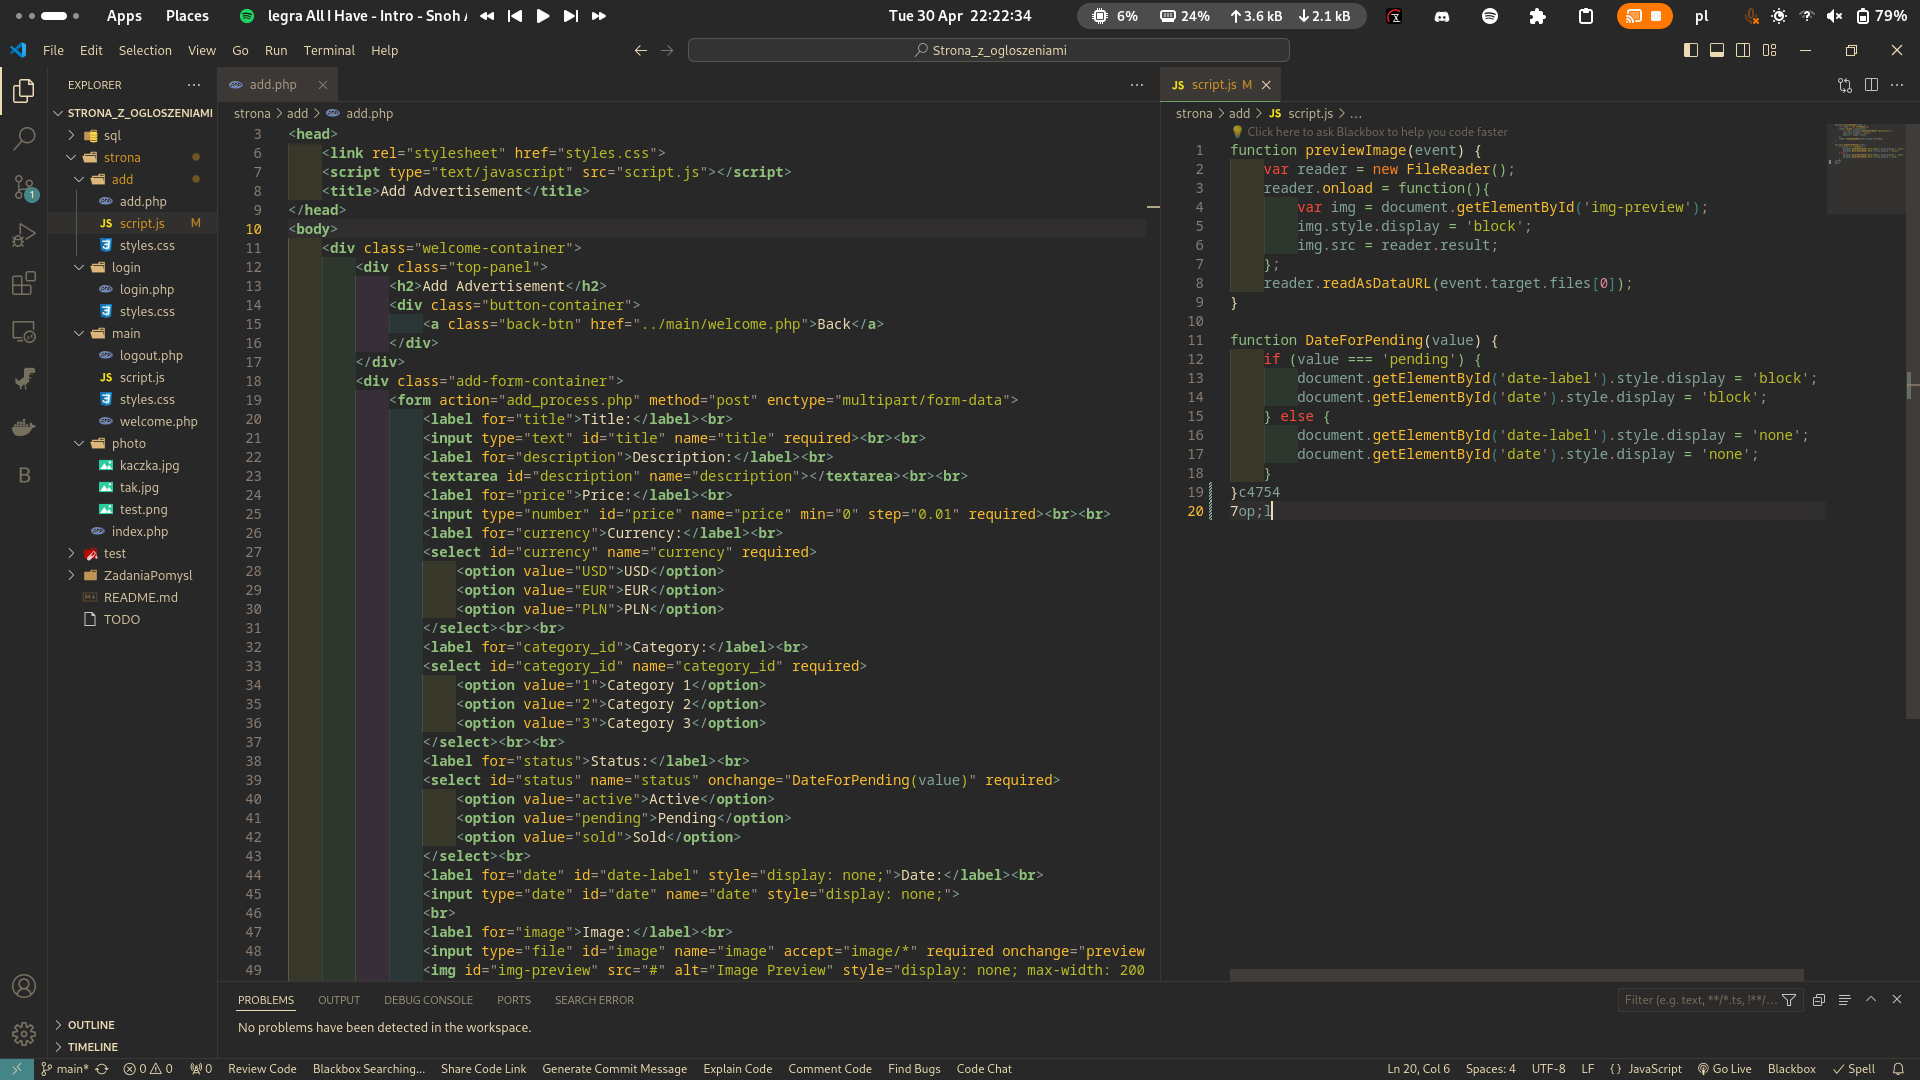 Apps Places legra All I Have - Intro - Snoh Tue 30 Apr 22:22:34 6% 24% 3.6 kB 2.1 kB pl 79%
File Edit Selection View Go Run Terminal Help Strona_z_ogloszeniami
EXPLORER
STRONA_Z_OGLOSZENIAMI
sql
strona
add
add.php
JS script.js M
styles.css
login
login.php
styles.css
main
logout.php
JS script.js
styles.css
welcome.php
photo
kaczka.jpg
tak.jpg
test.png
index.php
test
ZadaniaPomysl
README.md
TODO
OUTLINE
TIMELINE
1
B
add.php
strona > add > add.php
3 <head>
6 <link rel="stylesheet" href="styles.css">
7 <script type="text/javascript" src="script.js"></script>
8 <title>Add Advertisement</title>
9 </head>
10 <body>
11 <div class="welcome-container">
12 <div class="top-panel">
13 <h2>Add Advertisement</h2>
14 <div class="button-container">
15 <a class="back-btn" href="../main/welcome.php">Back</a>
16 </div>
17 </div>
18 <div class="add-form-container">
19 <form action="add_process.php" method="post" enctype="multipart/form-data">
20 <label for="title">Title:</label><br>
21 <input type="text" id="title" name="title" required><br><br>
22 <label for="description">Description:</label><br>
23 <textarea id="description" name="description"></textarea><br><br>
24 <label for="price">Price:</label><br>
25 <input type="number" id="price" name="price" min="0" step="0.01" required><br><br>
26 <label for="currency">Currency:</label><br>
27 <select id="currency" name="currency" required>
28 <option value="USD">USD</option>
29 <option value="EUR">EUR</option>
30 <option value="PLN">PLN</option>
31 </select><br><br>
32 <label for="category_id">Category:</label><br>
33 <select id="category_id" name="category_id" required>
34 <option value="1">Category 1</option>
35 <option value="2">Category 2</option>
36 <option value="3">Category 3</option>
37 </select><br><br>
38 <label for="status">Status:</label><br>
39 <select id="status" name="status" onchange="DateForPending(value)" required>
40 <option value="active">Active</option>
41 <option value="pending">Pending</option>
42 <option value="sold">Sold</option>
43 </select><br>
44 <label for="date" id="date-label" style="display: none;">Date:</label><br>
45 <input type="date" id="date" name="date" style="display: none;">
46 <br>
47 <label for="image">Image:</label><br>
48 <input type="file" id="image" name="image" accept="image/*" required onchange="preview
49 <img id="img-preview" src="#" alt="Image Preview" style="display: none; max-width: 200
JS script.js M
strona > add > JS script.js > ...
Click here to ask Blackbox to help you code faster
1 function previewImage(event) {
2 var reader = new FileReader();
3 reader.onload = function(){
4 var img = document.getElementById('img-preview');
5 img.style.display = 'block';
6 img.src = reader.result;
7 };
8 reader.readAsDataURL(event.target.files[0]);
9 }
10
11 function DateForPending(value) {
12 if (value === 'pending') {
13 document.getElementById('date-label').style.display = 'block';
14 document.getElementById('date').style.display = 'block';
15 } else {
16 document.getElementById('date-label').style.display = 'none';
17 document.getElementById('date').style.display = 'none';
18 }
19 }c4754
20 7op;l
PROBLEMS OUTPUT DEBUG CONSOLE PORTS SEARCH ERROR Filter (e.g. text, **/*.ts, !**/...
No problems have been detected in the workspace.
main* 0 0 0 Review Code Blackbox Searching... Share Code Link Generate Commit Message Explain Code Comment Code Find Bugs Code Chat Ln 20, Col 6 Spaces: 4 UTF-8 LF {} JavaScript Go Live Blackbox Spell